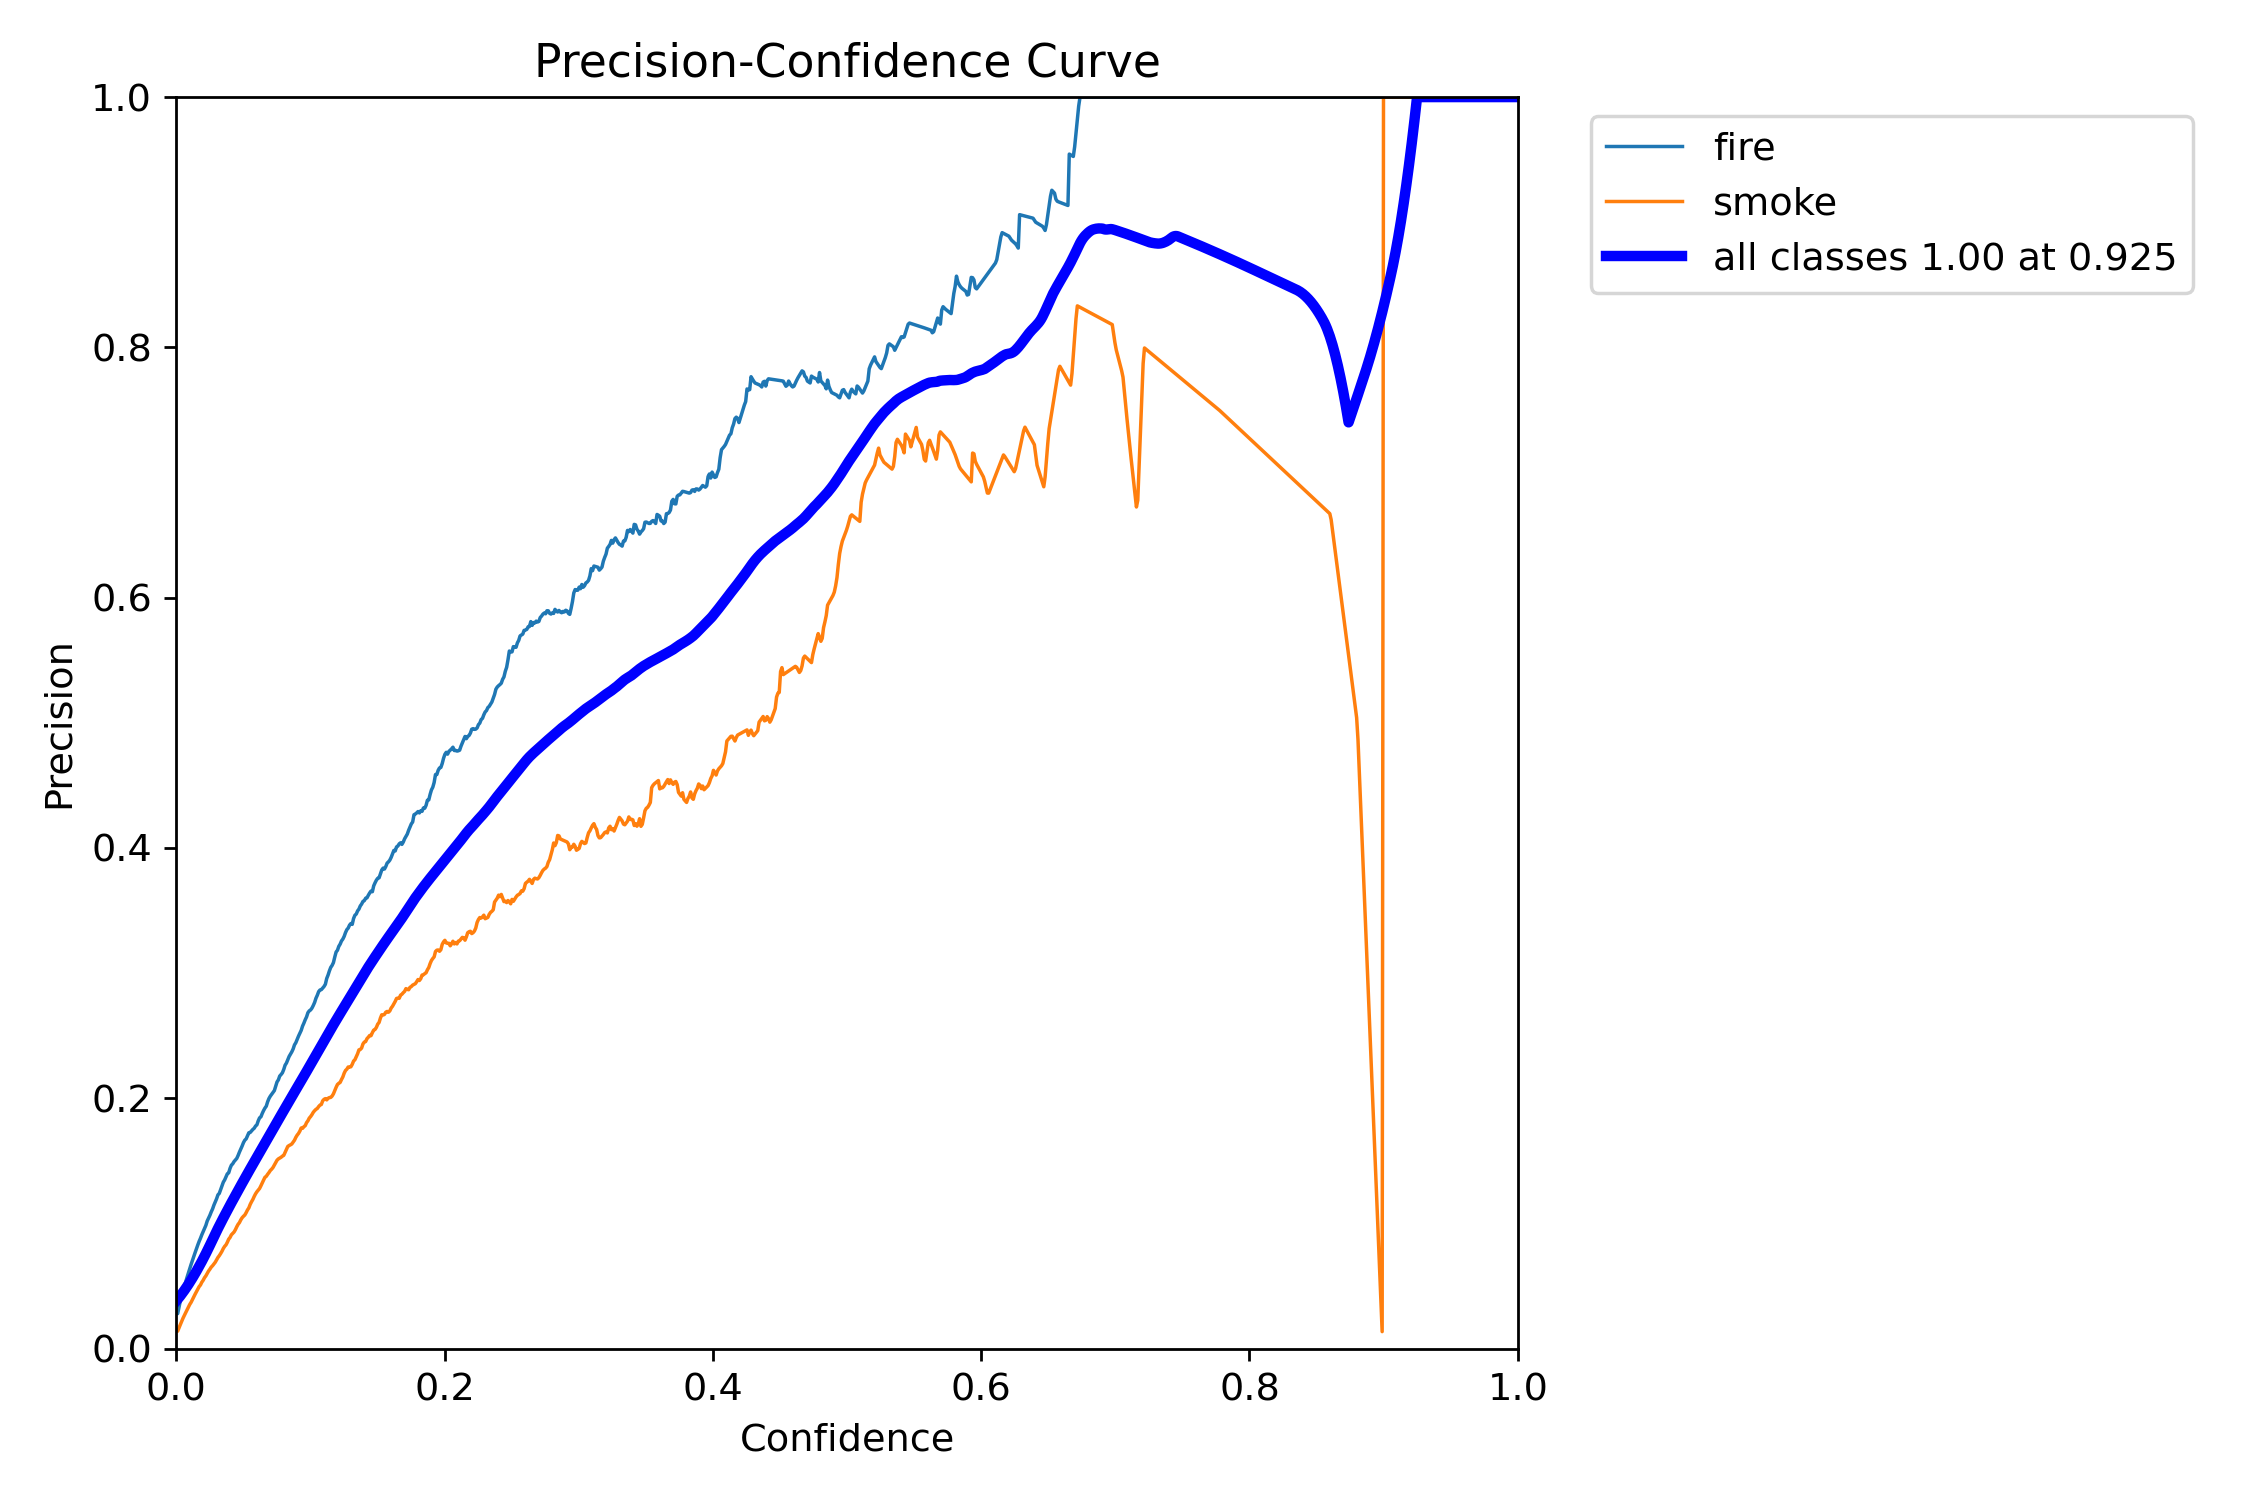 Precision-Confidence Curve
1.0
0.8
0.6
0.4
0.2
0.0
Precision
0.0 0.2 0.4 0.6 0.8 1.0
Confidence
fire
smoke
all classes 1.00 at 0.925